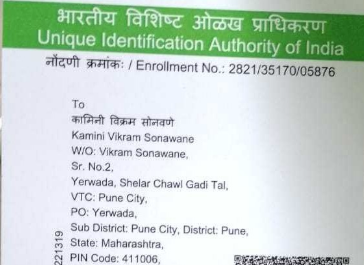 भारतीय विशिष्ट ओळख प्राधिकरण
Unique Identification Authority of India
नोंदणी क्रमांकः / Enrollment No.: 2821/35170/05876
To
कामिनी विक्रम सोनवणे
Kamini Vikram Sonawane
W/O: Vikram Sonawane,
Sr. No.2,
Yerwada, Shelar Chawl Gadi Tal,
VTC: Pune City,
PO: Yerwada,
Sub District: Pune City, District: Pune,
State: Maharashtra,
PIN Code: 411006,
221319